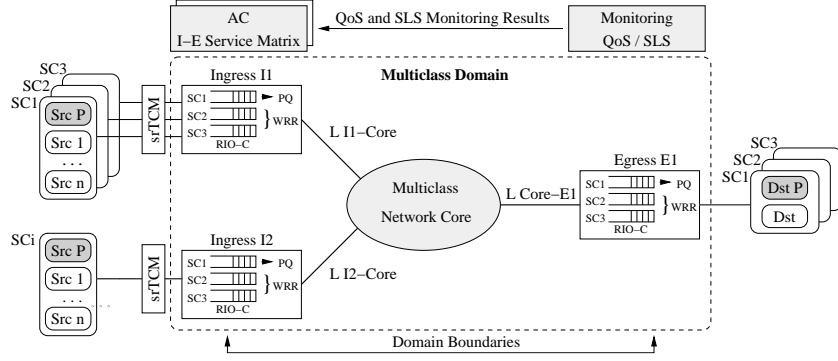 AC
I−E Service Matrix
QoS and SLS Monitoring Results
Monitoring
QoS / SLS
Multiclass Domain
SC3
SC2
SC1
Src P
Src 1
. . .
Src n
srTCM
Ingress I1
SC1
SC2
SC3
PQ
WRR
RIO−C
L I1−Core
Multiclass
Network Core
L Core−E1
Egress E1
SC1
SC2
SC3
PQ
WRR
RIO−C
SC3
SC2
SC1
Dst P
Dst
SCi
Src P
Src 1
. . .
Src n
srTCM
Ingress I2
SC1
SC2
SC3
PQ
WRR
RIO−C
L I2−Core
Domain Boundaries